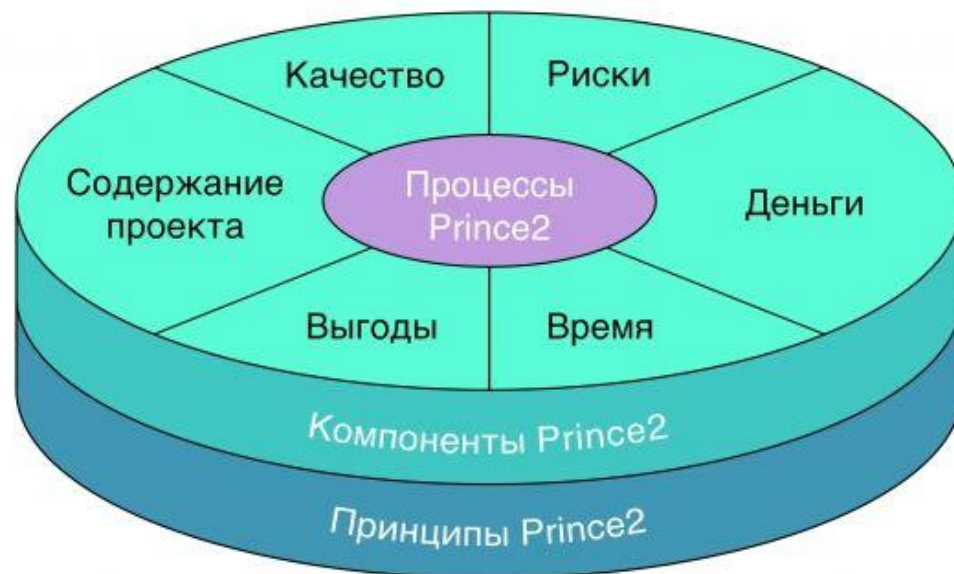 Качество
Риски
Содержание
проекта
Процессы
Prince2
Деньги
Выгоды
Время
Компоненты Prince2
Принципы Prince2